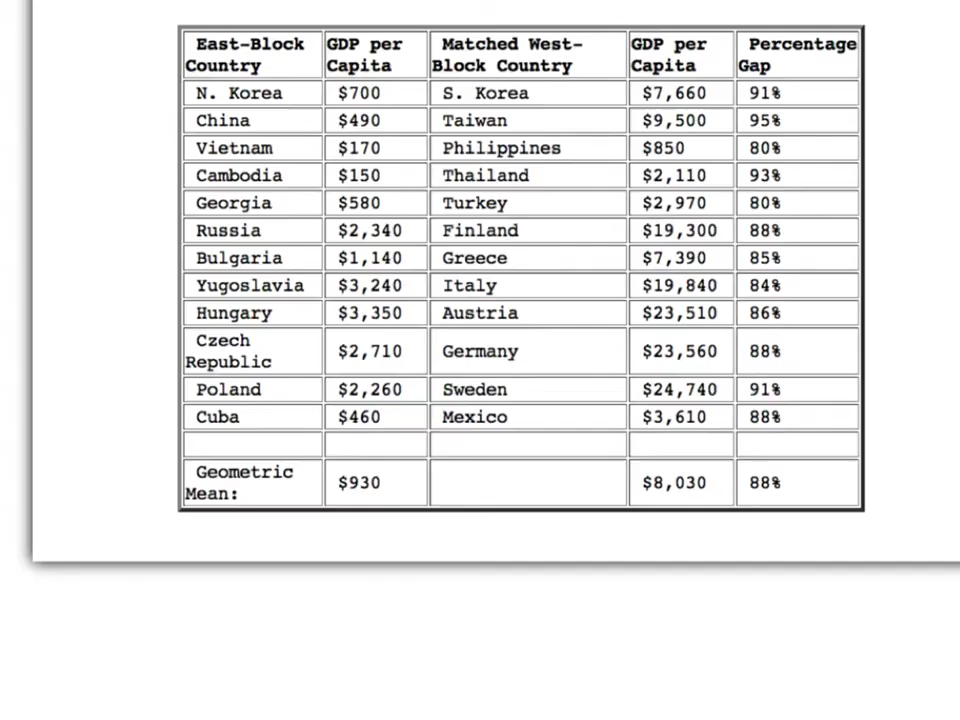 East-Block Country GDP per Capita Matched West-Block Country GDP per Capita Percentage Gap
N. Korea $700 S. Korea $7,660 91%
China $490 Taiwan $9,500 95%
Vietnam $170 Philippines $850 80%
Cambodia $150 Thailand $2,110 93%
Georgia $580 Turkey $2,970 80%
Russia $2,340 Finland $19,300 88%
Bulgaria $1,140 Greece $7,390 85%
Yugoslavia $3,240 Italy $19,840 84%
Hungary $3,350 Austria $23,510 86%
Czech Republic $2,710 Germany $23,560 88%
Poland $2,260 Sweden $24,740 91%
Cuba $460 Mexico $3,610 88%
Geometric Mean: $930 $8,030 88%